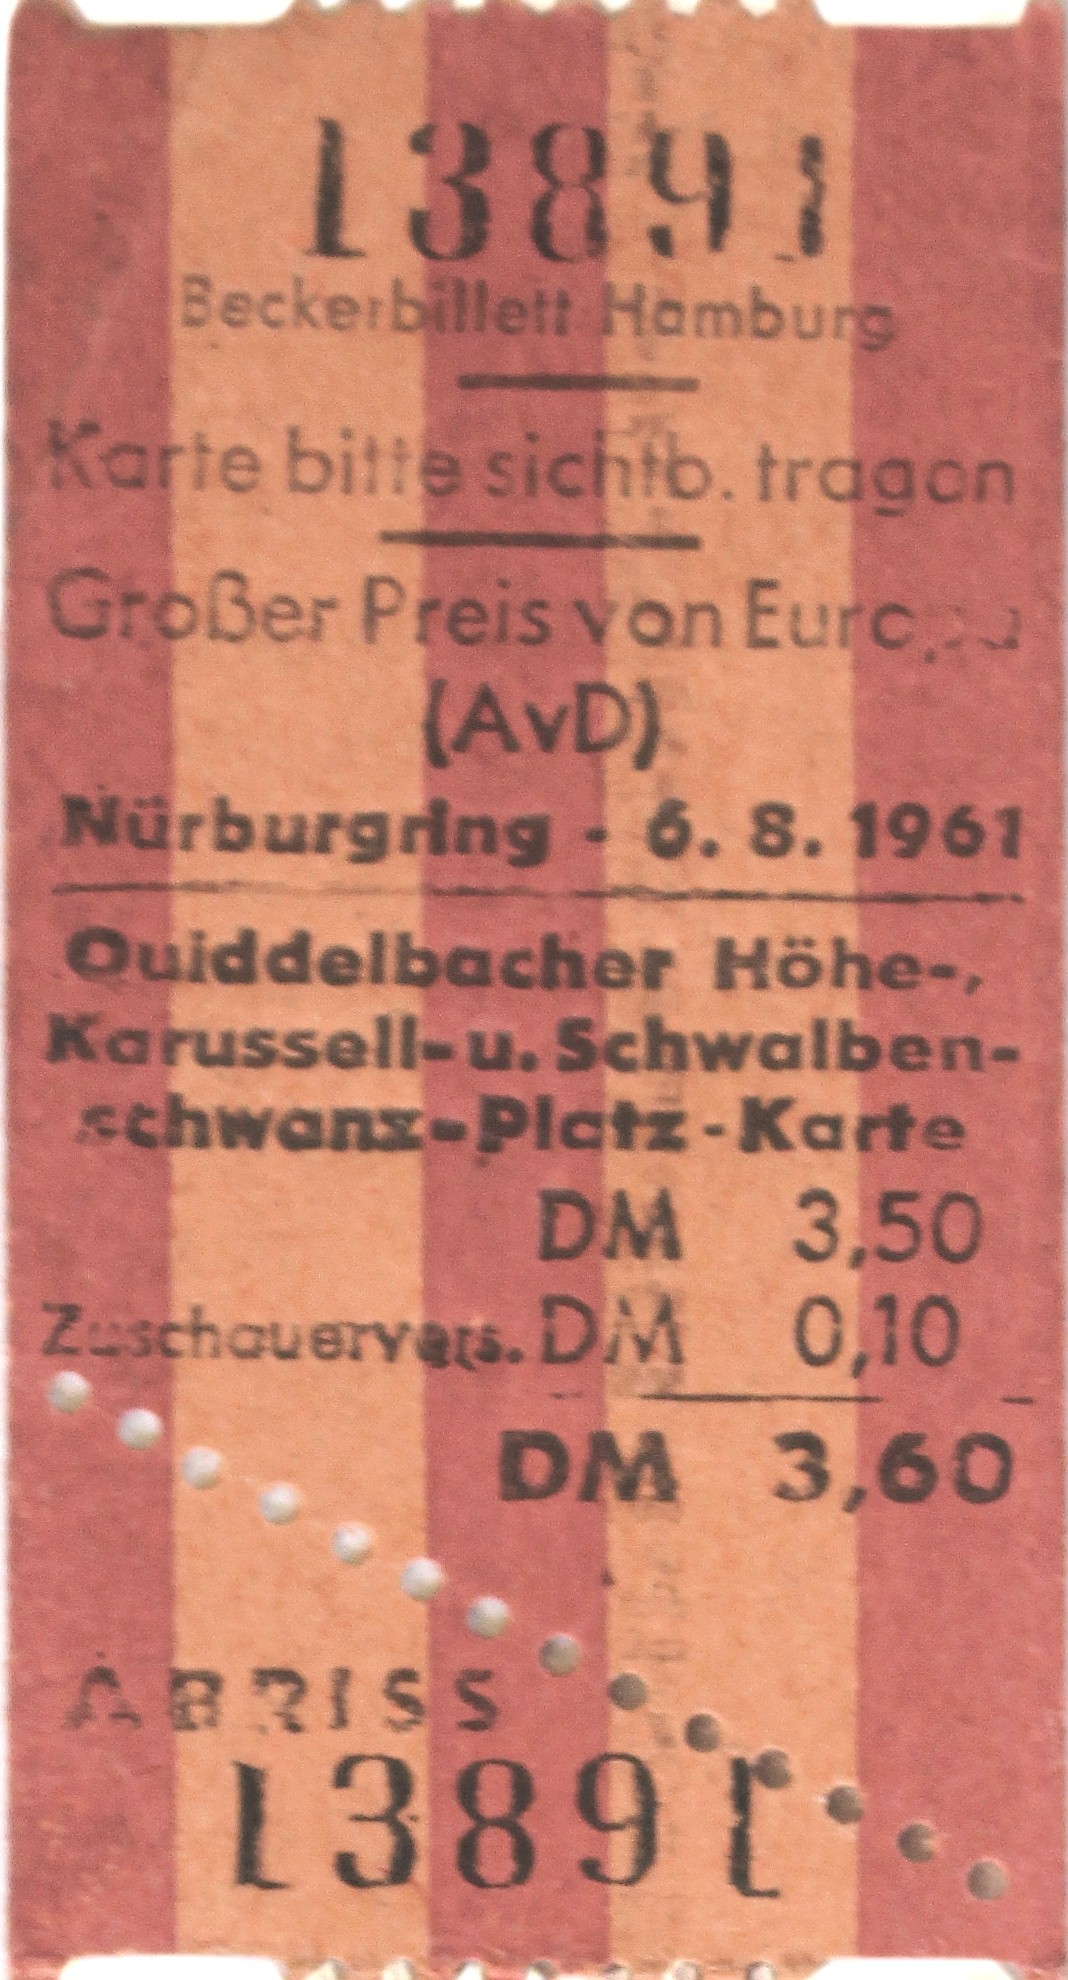 13891
Beckerbillett Hamburg
Karte bitte sichtb. tragen
Großer Preis von Europa
(AvD)
Nürburgring - 6. 8. 1961
Quiddelbacher Höhe-,
Karussell- u. Schwalben-
schwanz-Platz-Karte
DM 3,50
Zuschauervers. DM 0,10
DM 3,60
ABRISS
13891